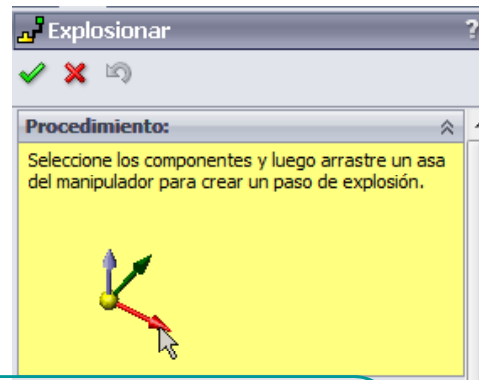 Explosionar ?
Procedimiento:
Seleccione los componentes y luego arrastre un asa
del manipulador para crear un paso de explosión.